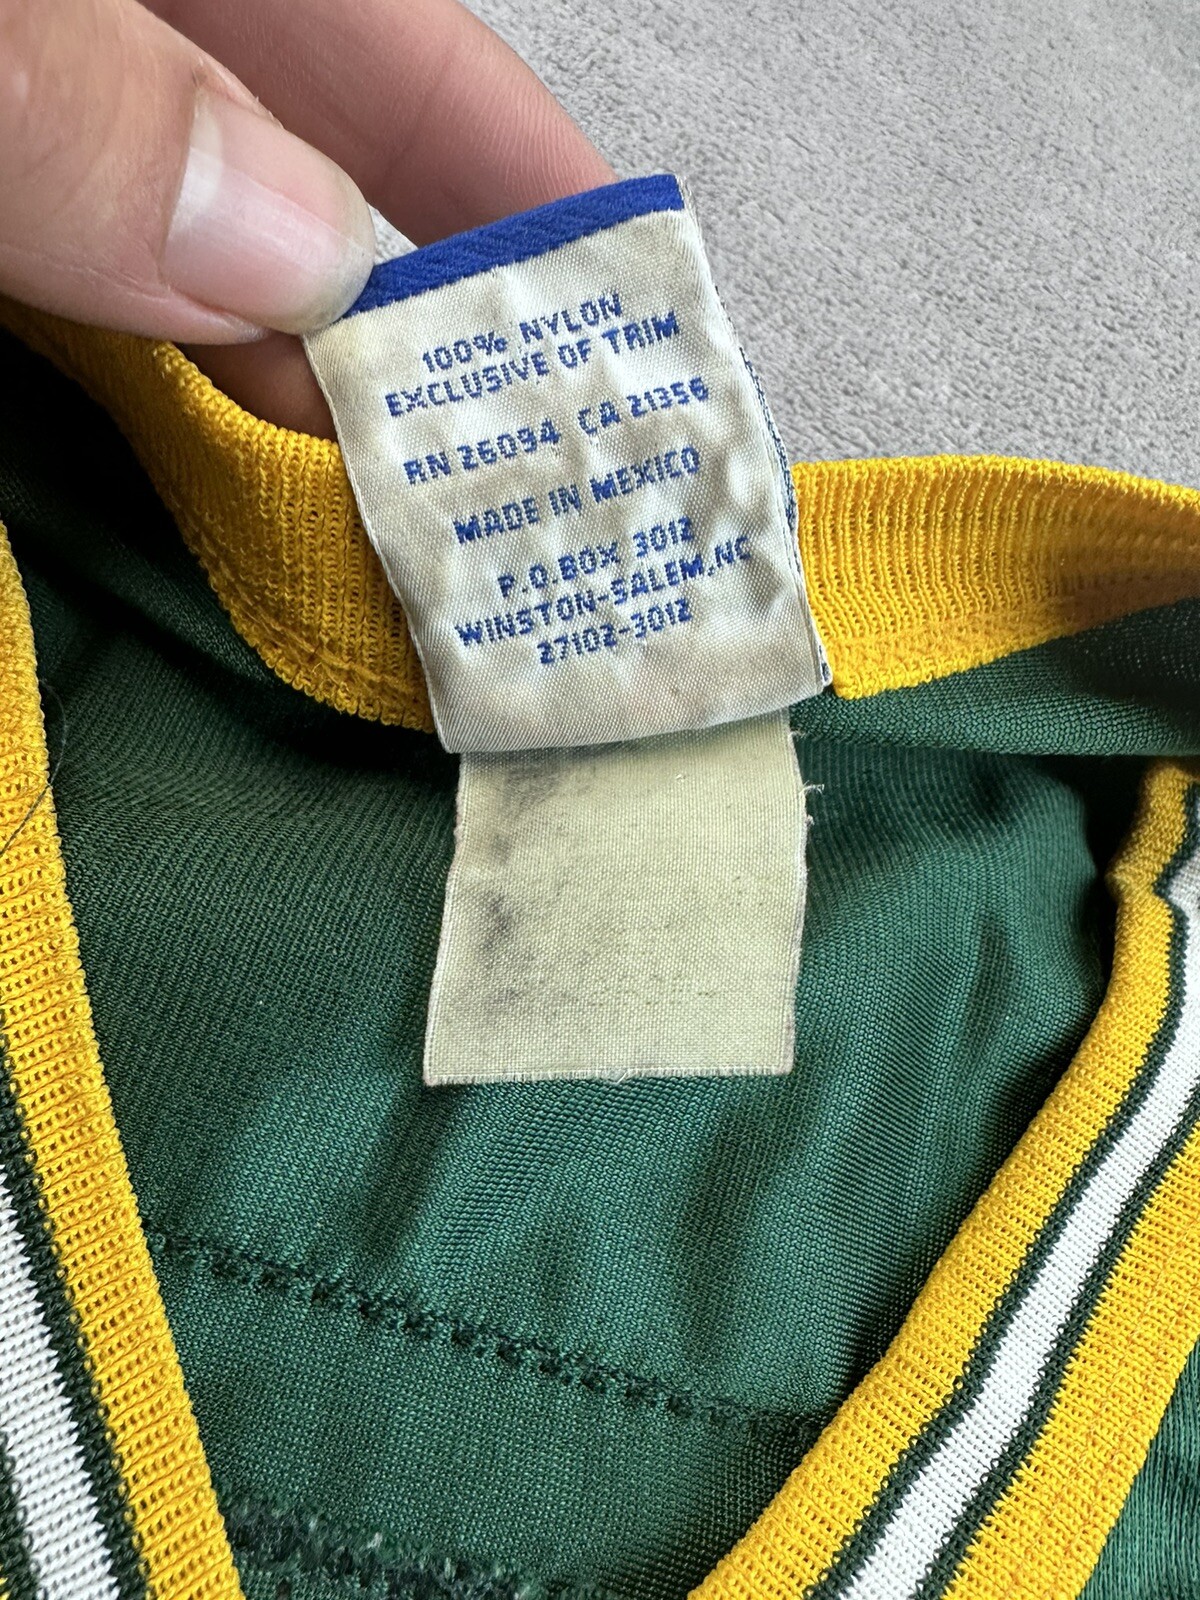 100% NYLON
EXCLUSIVE OF TRIM
RN 26094 CA 21356
MADE IN MEXICO
P.O.BOX 3012
WINSTON-SALEM,NC
27102-3012